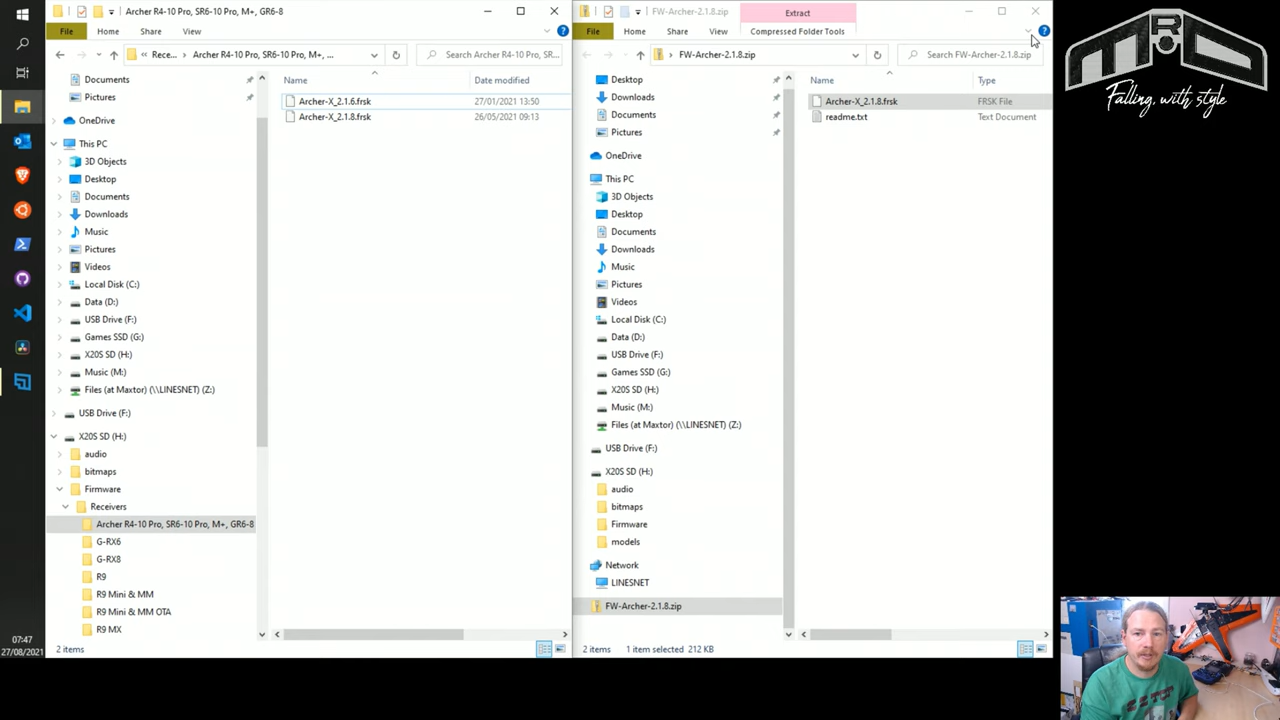 Archer R4-10 Pro, SR6-10 Pro, M+, GR6-8
File
Home
Share
View
Rece...
Archer R4-10 Pro, SR6-10 Pro, M+, ...
Search Archer R4-10 Pro, SR...
Documents
Pictures
OneDrive
This PC
3D Objects
Desktop
Documents
Downloads
Music
Pictures
Videos
Local Disk (C:)
Data (D:)
USB Drive (F:)
Games SSD (G:)
X20S SD (H:)
Music (M:)
Files (at Maxtor) (\\LINESNET) (Z:)
USB Drive (F:)
X20S SD (H:)
audio
bitmaps
Firmware
Receivers
Archer R4-10 Pro, SR6-10 Pro, M+, GR6-8
G-RX6
G-RX8
R9
R9 Mini & MM
R9 Mini & MM OTA
R9 MX
Name
Date modified
Archer-X_2.1.6.frsk
27/01/2021 13:50
Archer-X_2.1.8.frsk
26/05/2021 09:13
2 items
07:47
27/08/2021
FW-Archer-2.1.8.zip
Extract
File
Home
Share
View
Compressed Folder Tools
FW-Archer-2.1.8.zip
Search FW-Archer-2.1.8.zip
Desktop
Downloads
Documents
Pictures
OneDrive
This PC
3D Objects
Desktop
Documents
Downloads
Music
Pictures
Videos
Local Disk (C:)
Data (D:)
USB Drive (F:)
Games SSD (G:)
X20S SD (H:)
Music (M:)
Files (at Maxtor) (\\LINESNET) (Z:)
USB Drive (F:)
X20S SD (H:)
audio
bitmaps
Firmware
models
Network
LINESNET
FW-Archer-2.1.8.zip
Name
Type
Archer-X_2.1.8.frsk
FRSK File
readme.txt
Text Document
2 items
1 item selected 212 KB
Falling, with style